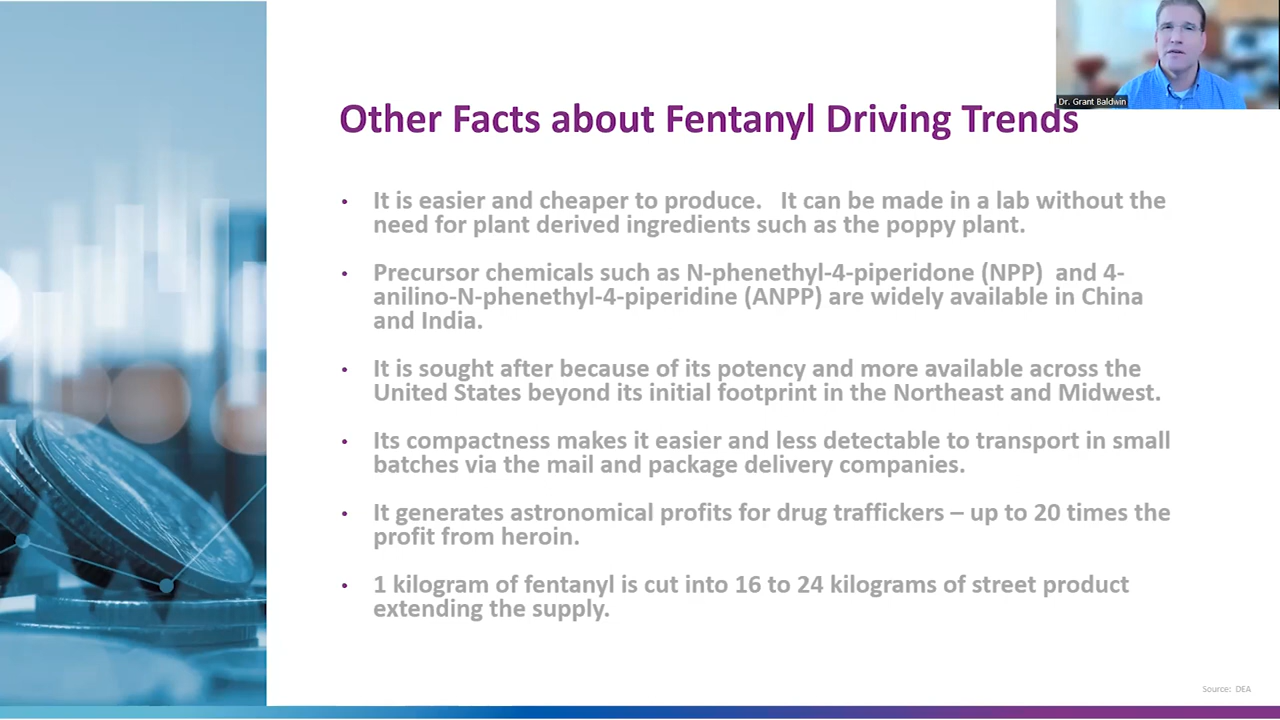 Dr. Grant Baldwin
Other Facts about Fentanyl Driving Trends
• It is easier and cheaper to produce.   It can be made in a lab without the
need for plant derived ingredients such as the poppy plant.
• Precursor chemicals such as N-phenethyl-4-piperidone (NPP)  and 4-
anilino-N-phenethyl-4-piperidine (ANPP) are widely available in China
and India.
• It is sought after because of its potency and more available across the
United States beyond its initial footprint in the Northeast and Midwest.
• Its compactness makes it easier and less detectable to transport in small
batches via the mail and package delivery companies.
• It generates astronomical profits for drug traffickers – up to 20 times the
profit from heroin.
• 1 kilogram of fentanyl is cut into 16 to 24 kilograms of street product
extending the supply.
Source:  DEA